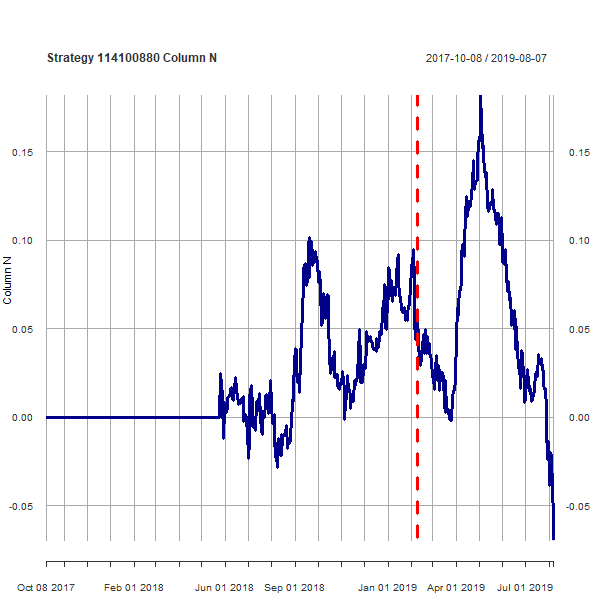 Strategy 114100880 Column N
2017-10-08 / 2019-08-07
0.15
0.15
0.10
0.10
Column N
0.05
0.05
0.00
0.00
-0.05
-0.05
Oct 08 2017
Feb 01 2018
Jun 01 2018
Sep 01 2018
Jan 01 2019
Apr 01 2019
Jul 01 2019